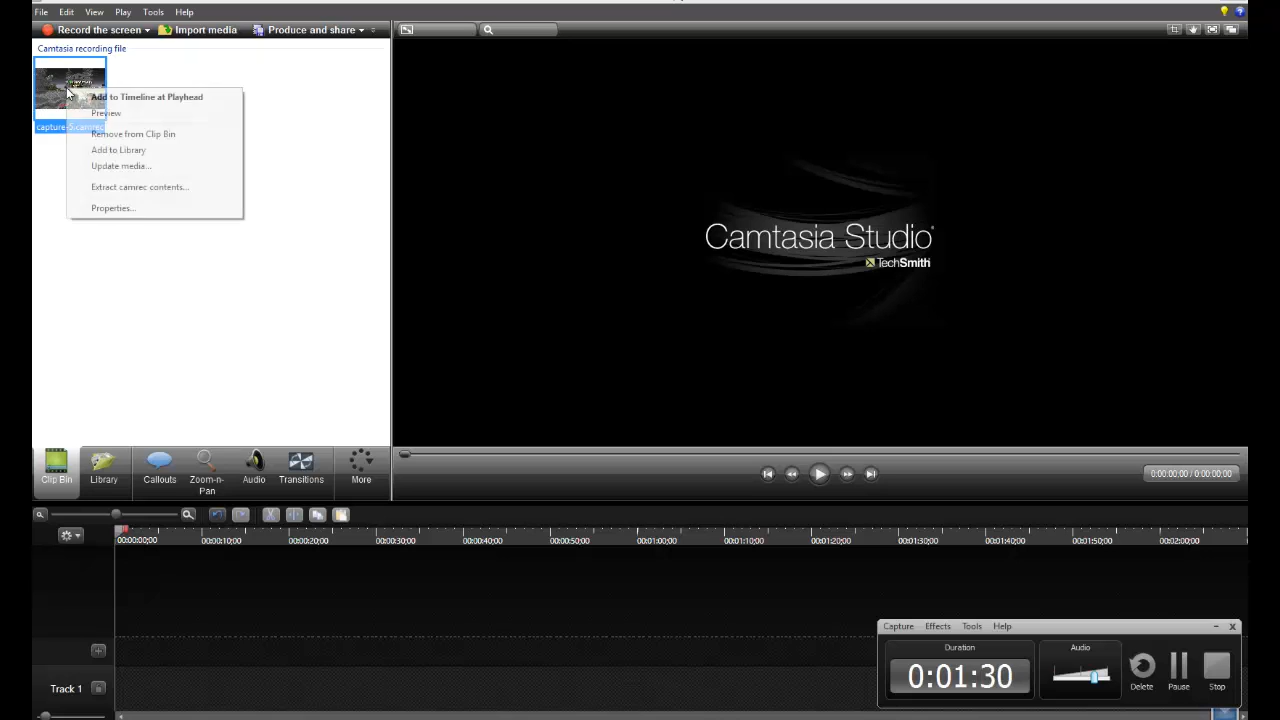 File Edit View Play Tools Help
Record the screen Import media Produce and share
Camtasia recording file
capture-5.camrec
Add to Timeline at Playhead
Preview
Remove from Clip Bin
Add to Library
Update media...
Extract camrec contents...
Properties...
Camtasia Studio
TechSmith
Clip Bin Library Callouts Zoom-n-Pan Audio Transitions More
0:00:00;00 / 0:00:00;00
00:00:00;00 00:00:10;00 00:00:20;00 00:00:30;00 00:00:40;00 00:00:50;00 00:01:00;00 00:01:10;00 00:01:20;00 00:01:30;00 00:01:40;00 00:01:50;00 00:02:00;00
Capture Effects Tools Help
Duration Audio
0:01:30
Delete Pause Stop
Track 1